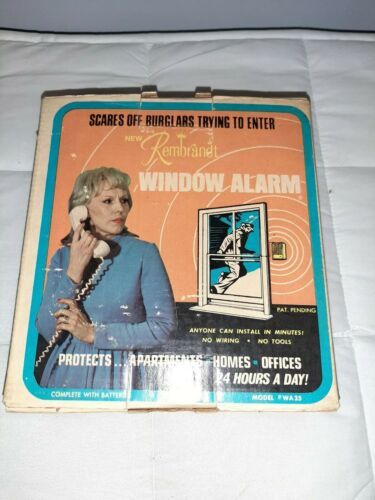 SCARES OFF BURGLARS TRYING TO ENTER
NEW Rembrandt
WINDOW ALARM
PAT. PENDING
ANYONE CAN INSTALL IN MINUTES!
NO WIRING • NO TOOLS
PROTECTS... APARTMENTS • HOMES • OFFICES
24 HOURS A DAY!
COMPLETE WITH BATTERY
MODEL # WA35